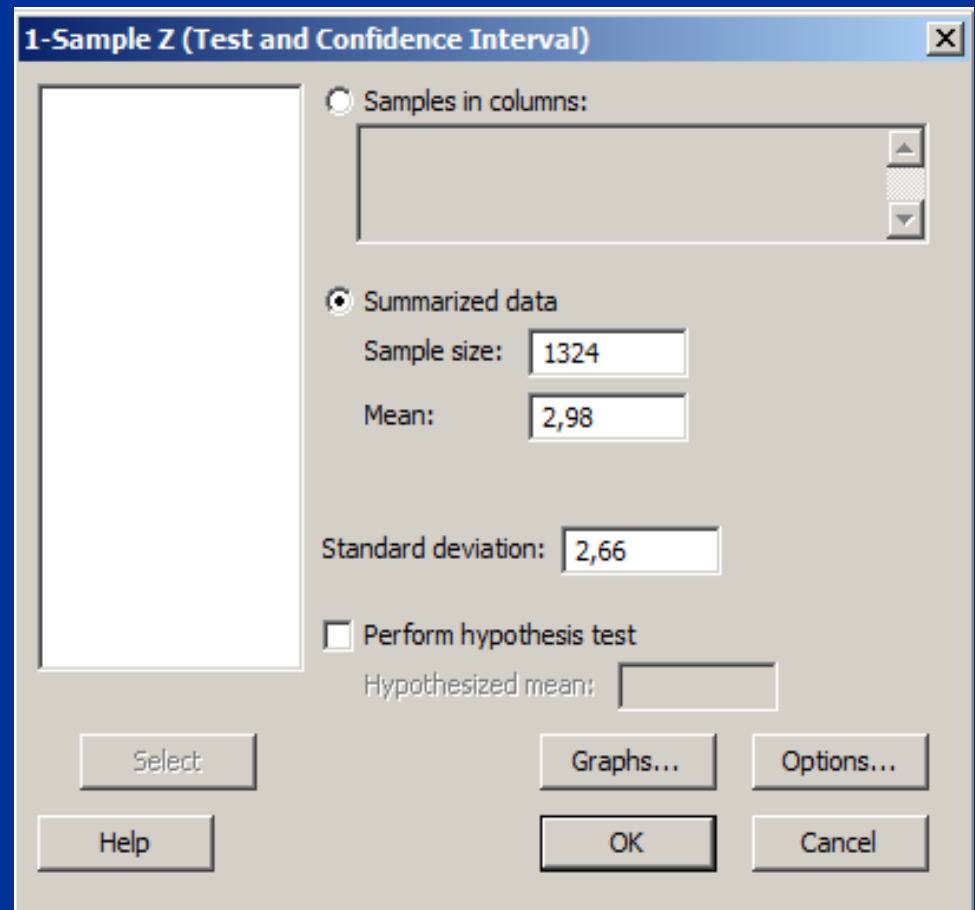 1-Sample Z (Test and Confidence Interval)
Samples in columns:
Summarized data
Sample size: 1324
Mean: 2,98
Standard deviation: 2,66
Perform hypothesis test
Hypothesized mean:
Select Graphs... Options...
Help OK Cancel